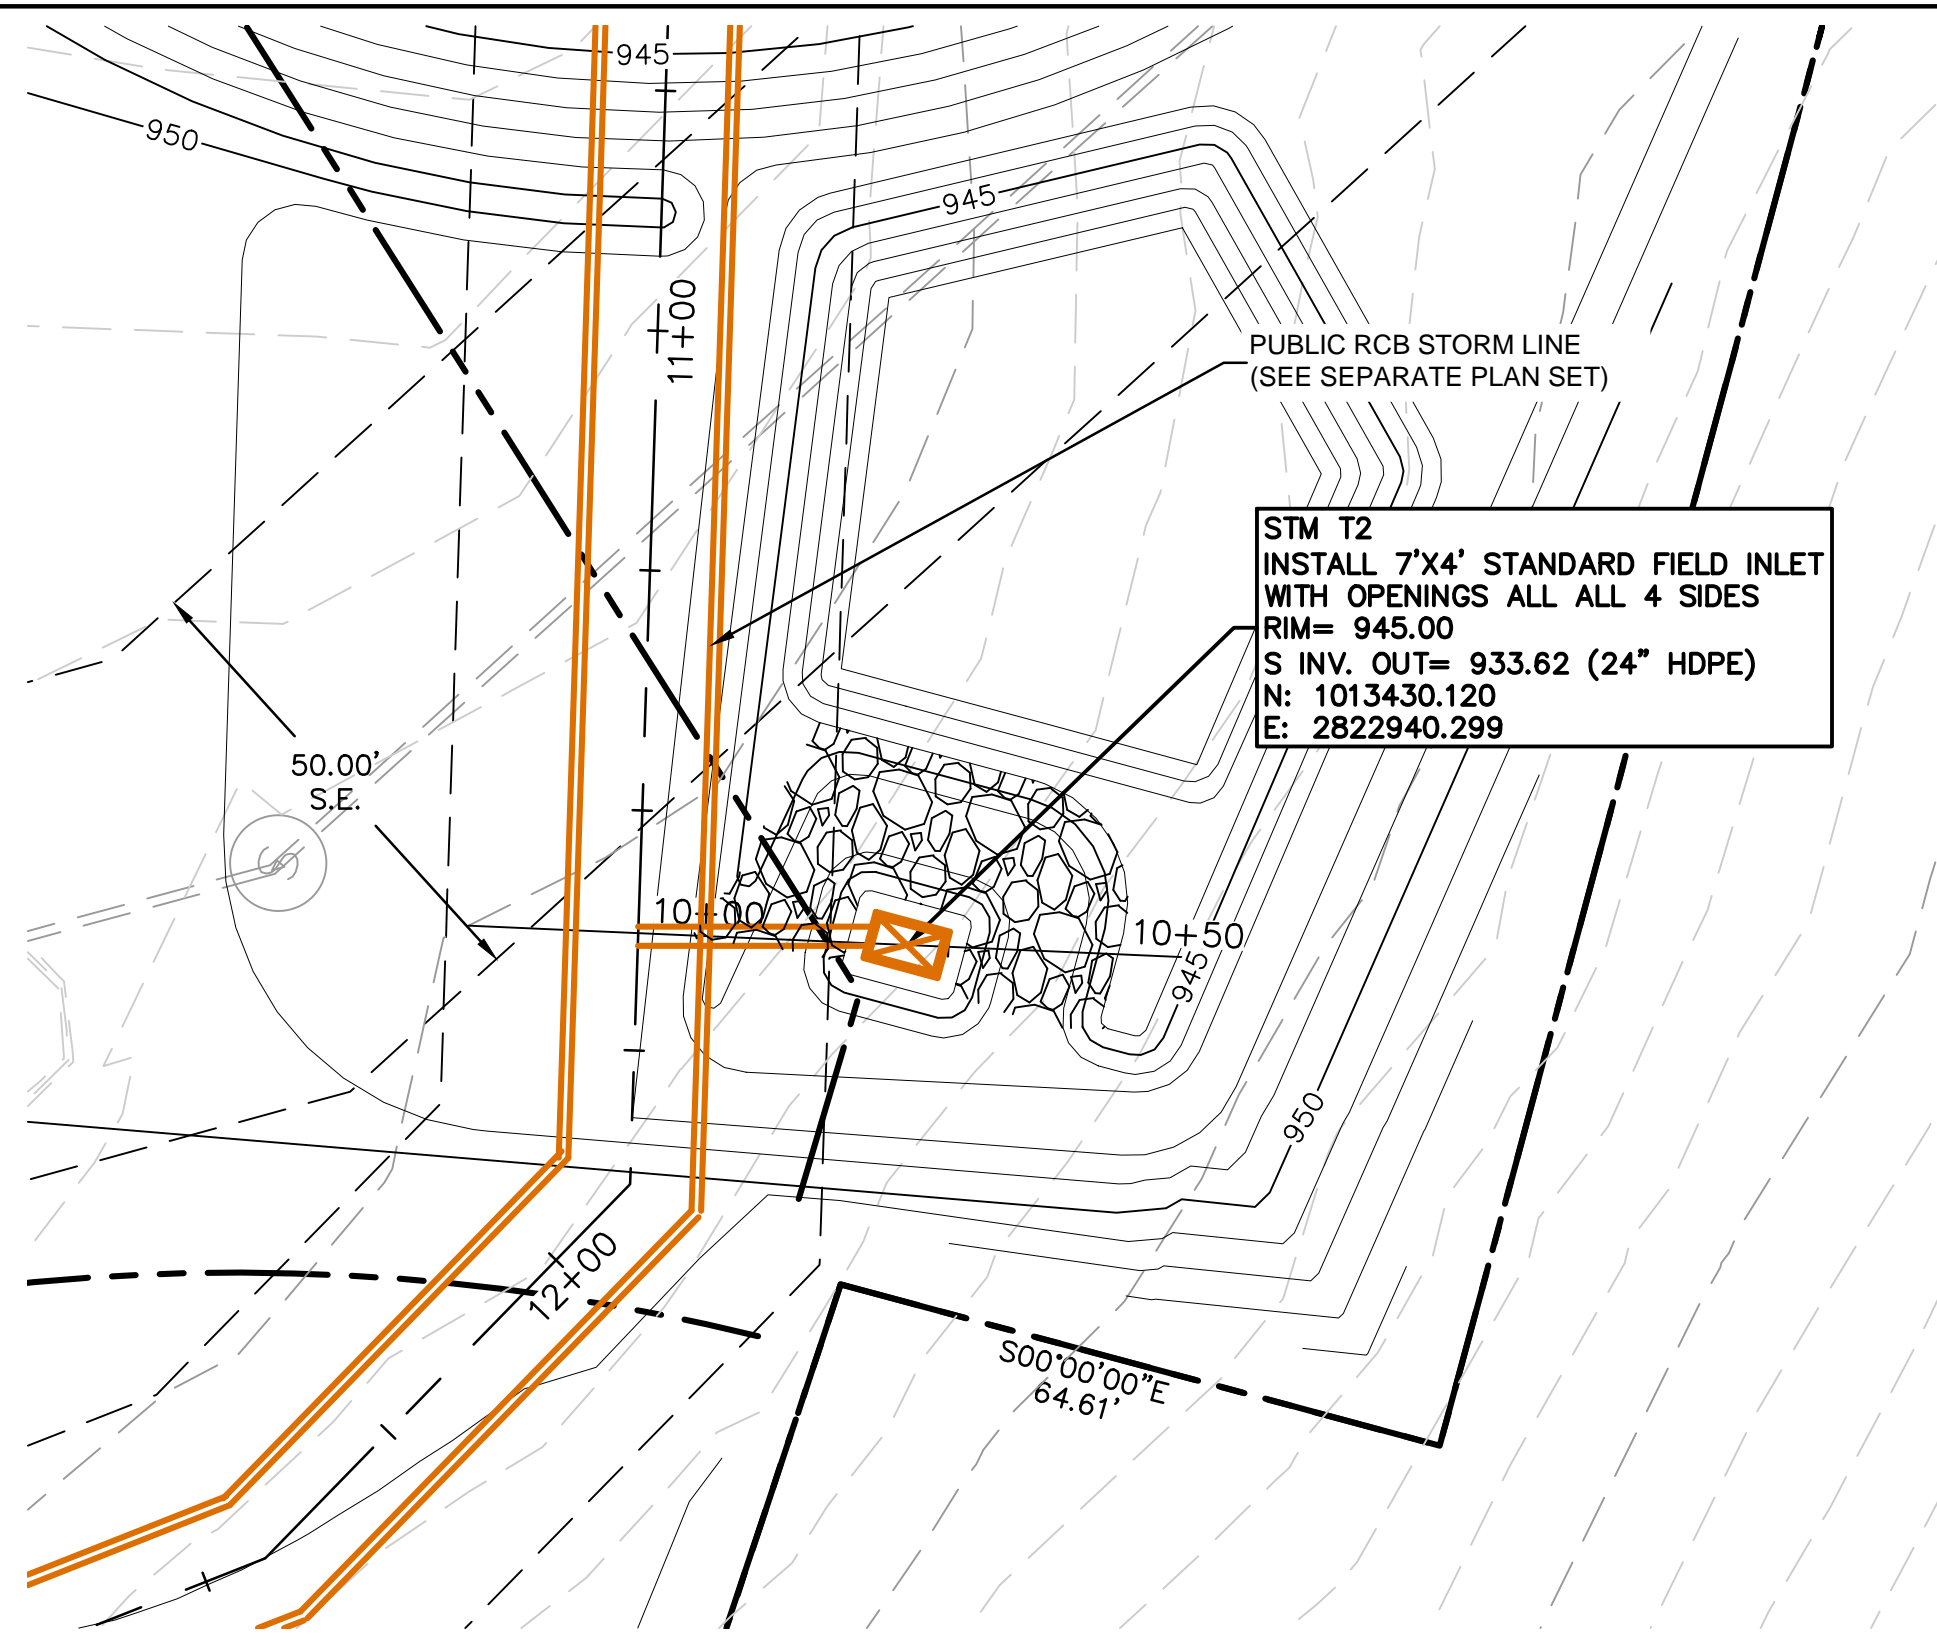 945
950
945
11+00
PUBLIC RCB STORM LINE
(SEE SEPARATE PLAN SET)
STM T2
INSTALL 7'X4' STANDARD FIELD INLET
WITH OPENINGS ALL ALL 4 SIDES
RIM= 945.00
S INV. OUT= 933.62 (24" HDPE)
N: 1013430.120
E: 2822940.299
50.00'
S.E.
10+00
10+50
945
950
12+00
S00°00'00"E
64.61'